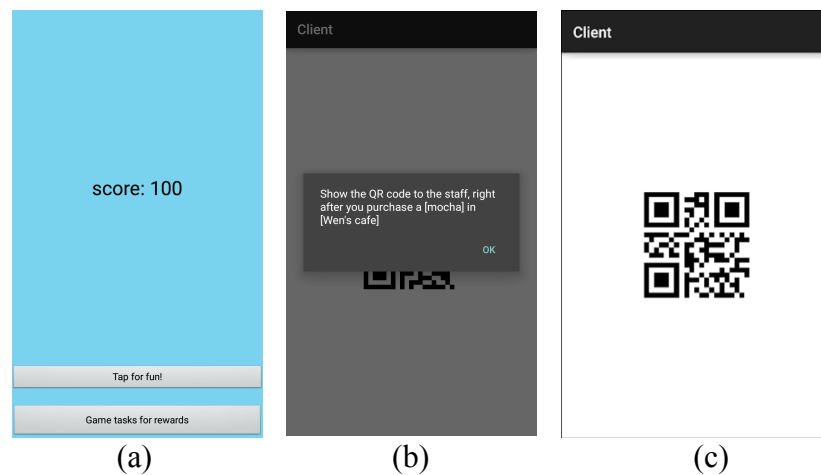 score: 100
Tap for fun!
Game tasks for rewards
(a)
Client
Show the QR code to the staff, right
after you purchase a [mocha] in
[Wen's cafe]
OK
(b)
Client
(c)